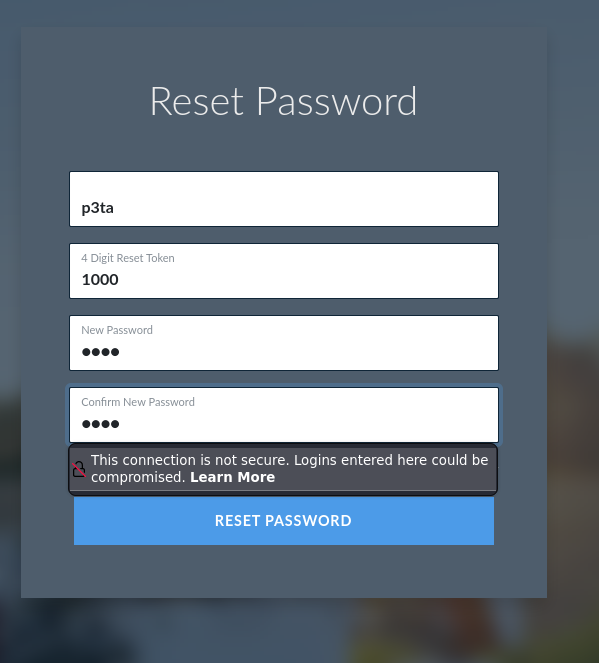 Reset Password
p3ta
4 Digit Reset Token
1000
New Password
●●●●
Confirm New Password
●●●●
This connection is not secure. Logins entered here could be
compromised. Learn More
RESET PASSWORD